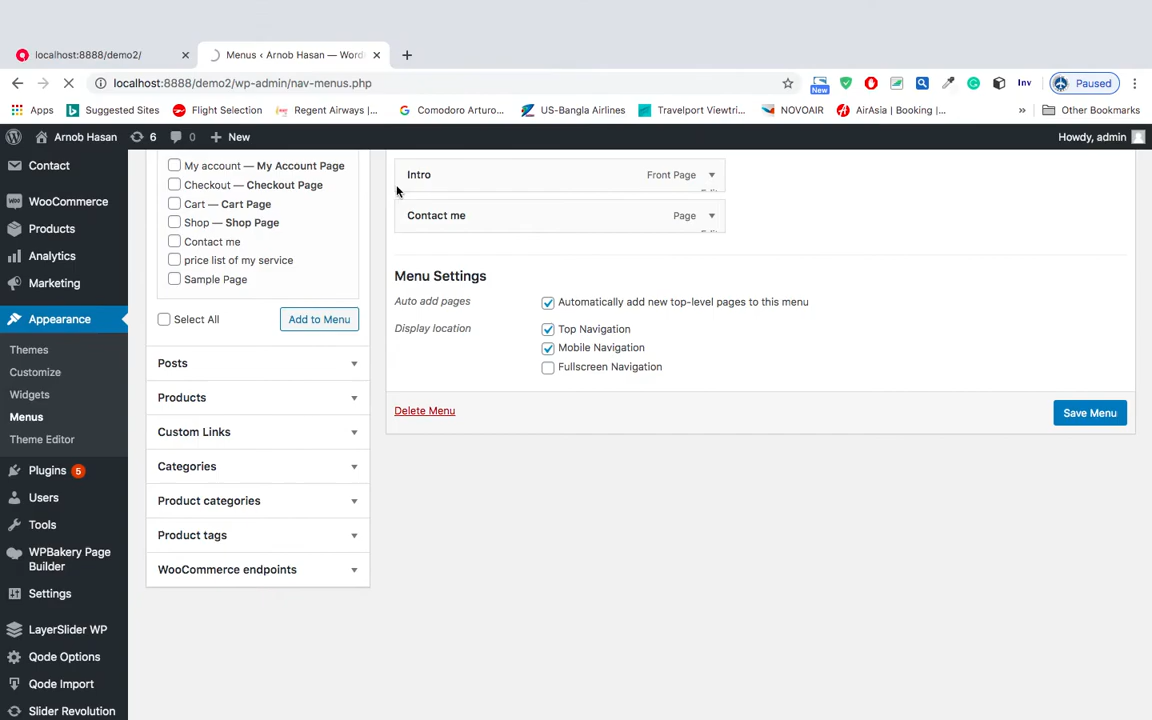 localhost:8888/demo2/
Menus ‹ Arnob Hasan — Word
localhost:8888/demo2/wp-admin/nav-menus.php
New
Inv
Paused
Apps
Suggested Sites
Flight Selection
Regent Airways |...
Comodoro Arturo...
US-Bangla Airlines
Travelport Viewtri...
NOVOAIR
AirAsia | Booking |...
»
Other Bookmarks
Arnob Hasan
6
0
New
Howdy, admin
Contact
WooCommerce
Products
Analytics
Marketing
Appearance
Themes
Customize
Widgets
Menus
Theme Editor
Plugins 5
Users
Tools
WPBakery Page
Builder
Settings
LayerSlider WP
Qode Options
Qode Import
Slider Revolution
My account — My Account Page
Checkout — Checkout Page
Cart — Cart Page
Shop — Shop Page
Contact me
price list of my service
Sample Page
Select All
Add to Menu
Posts
Products
Custom Links
Categories
Product categories
Product tags
WooCommerce endpoints
Intro
Front Page
Contact me
Page
Menu Settings
Auto add pages
Automatically add new top-level pages to this menu
Display location
Top Navigation
Mobile Navigation
Fullscreen Navigation
Delete Menu
Save Menu